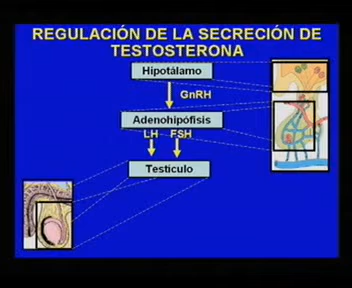 REGULACIÓN DE LA SECRECIÓN DE
TESTOSTERONA
Hipotálamo
GnRH
Adenohipófisis
LH FSH
Testículo